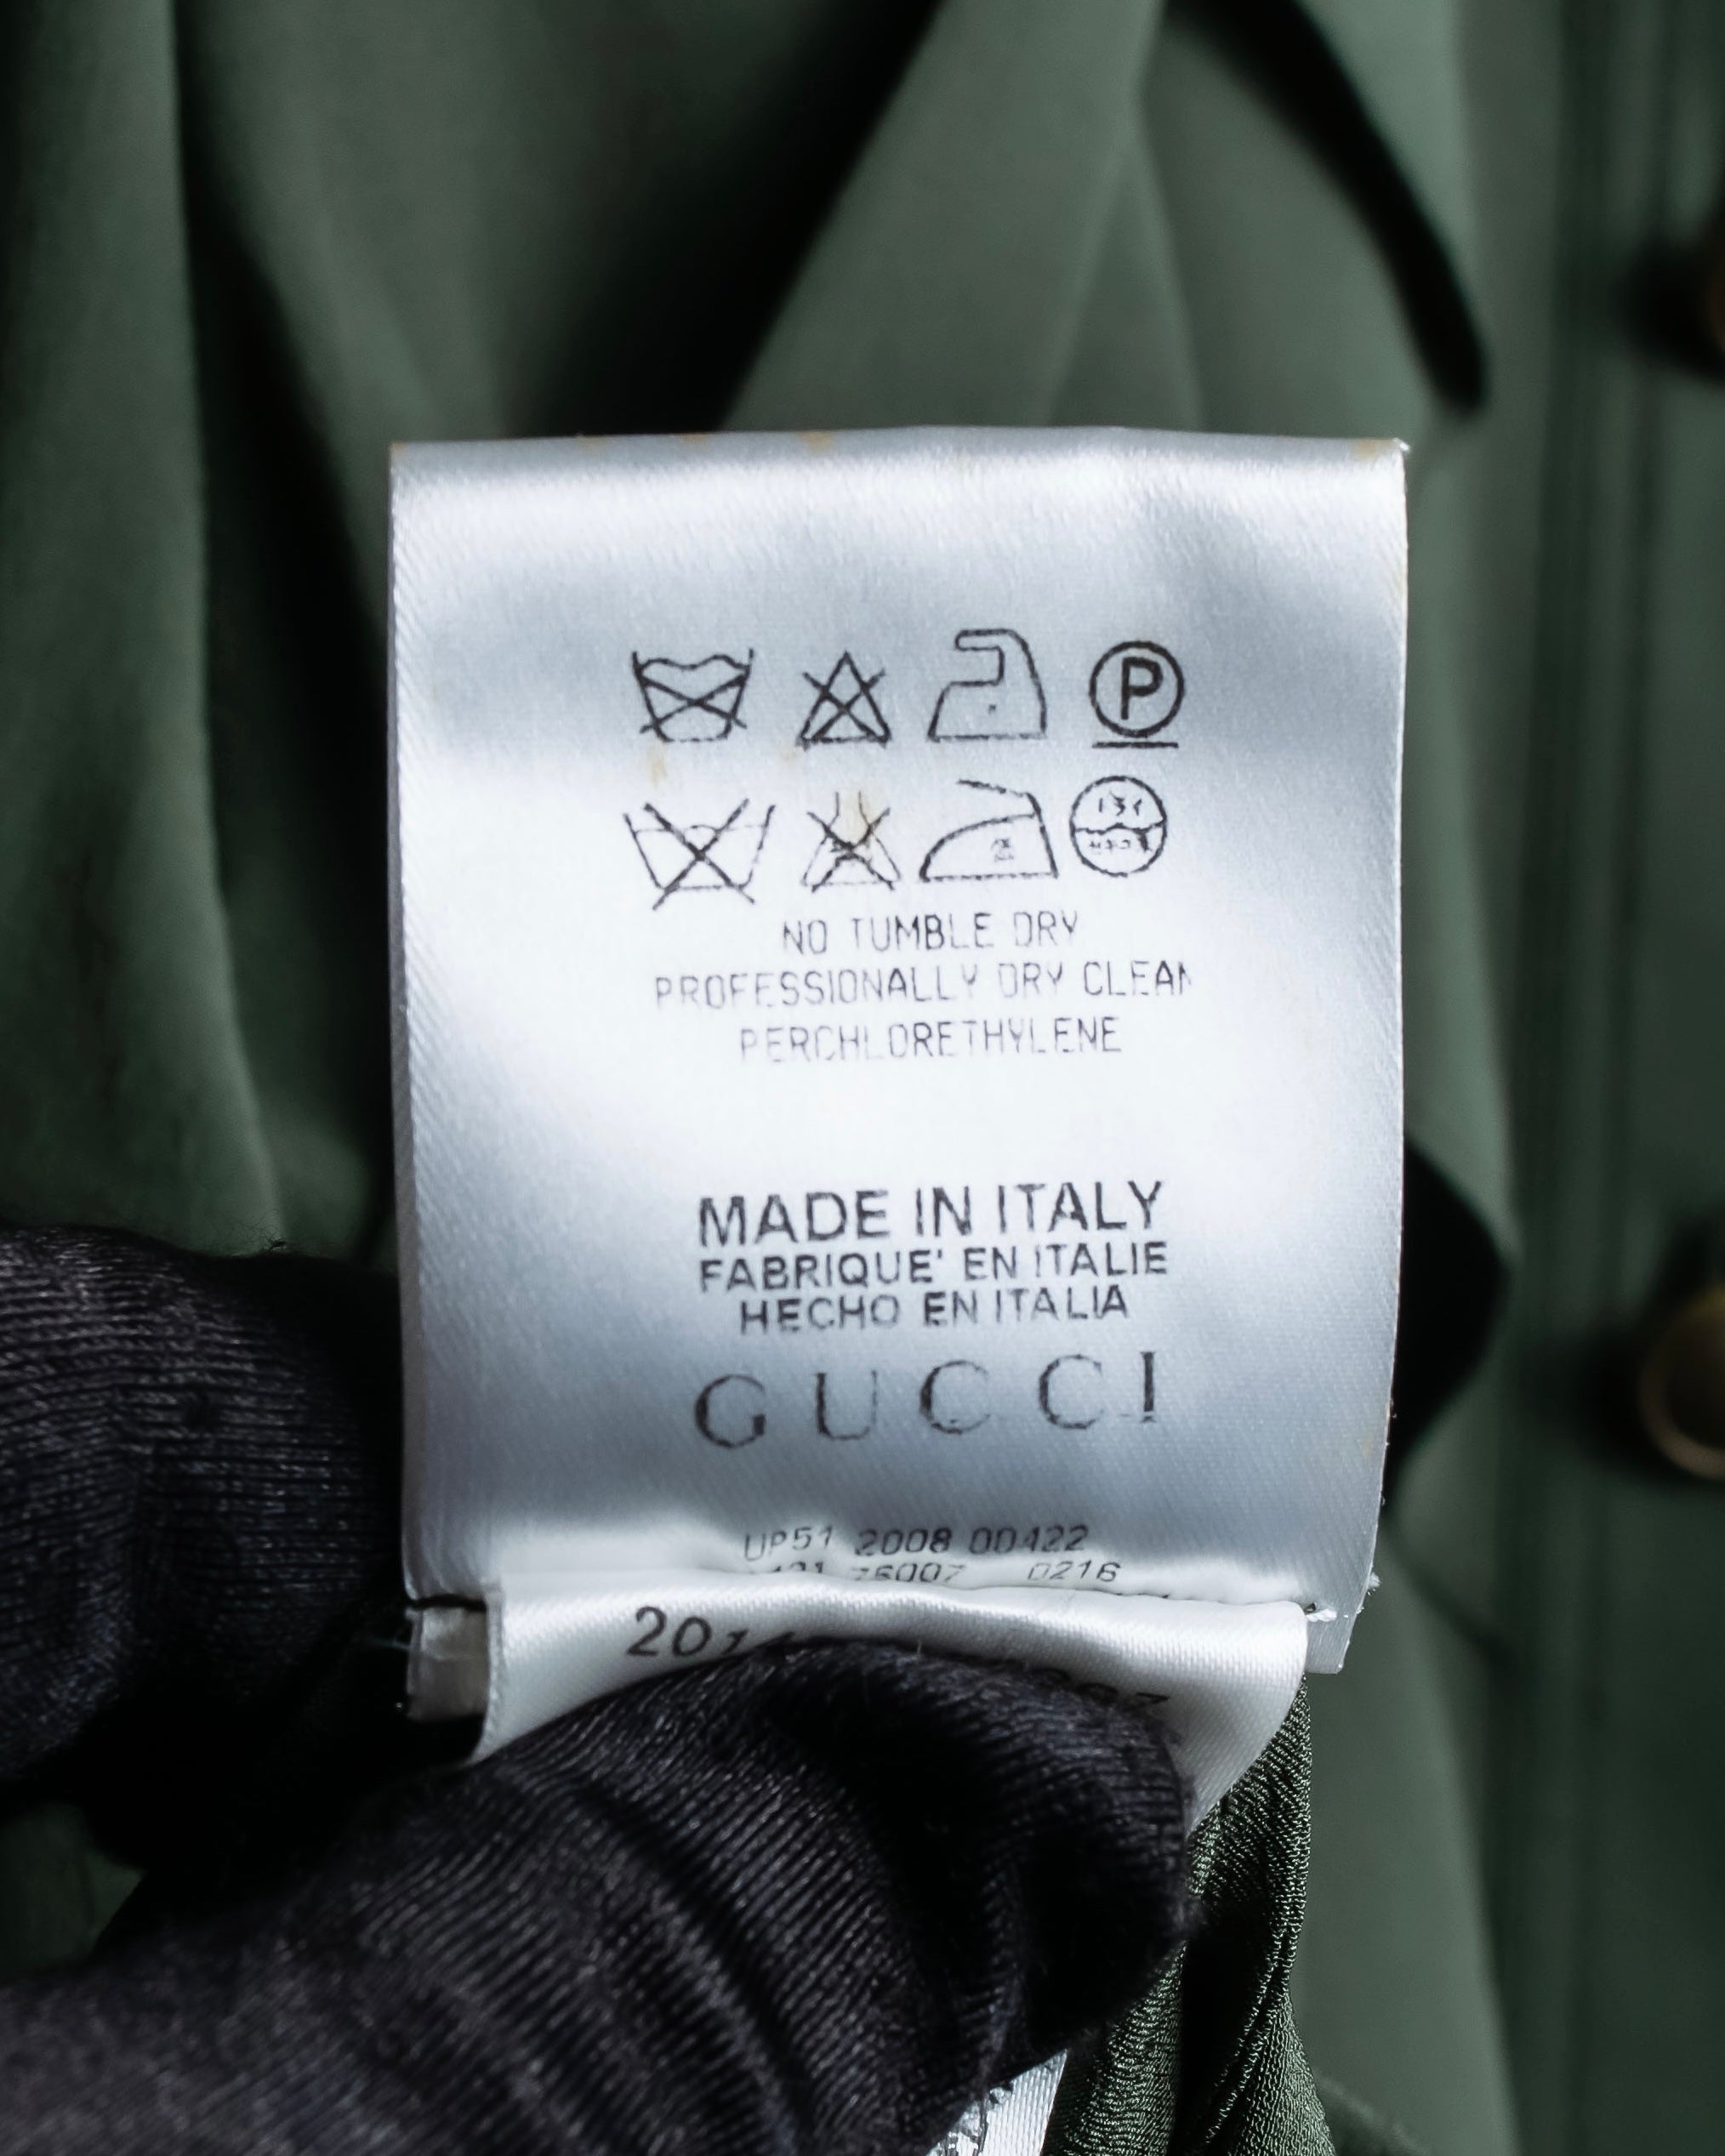 P
NO TUMBLE DRY
PROFESSIONALLY DRY CLEAN
PERCHLORETHYLENE
MADE IN ITALY
FABRIQUE' EN ITALIE
HECHO EN ITALIA
GUCCI
UP51 2008 00422
0216